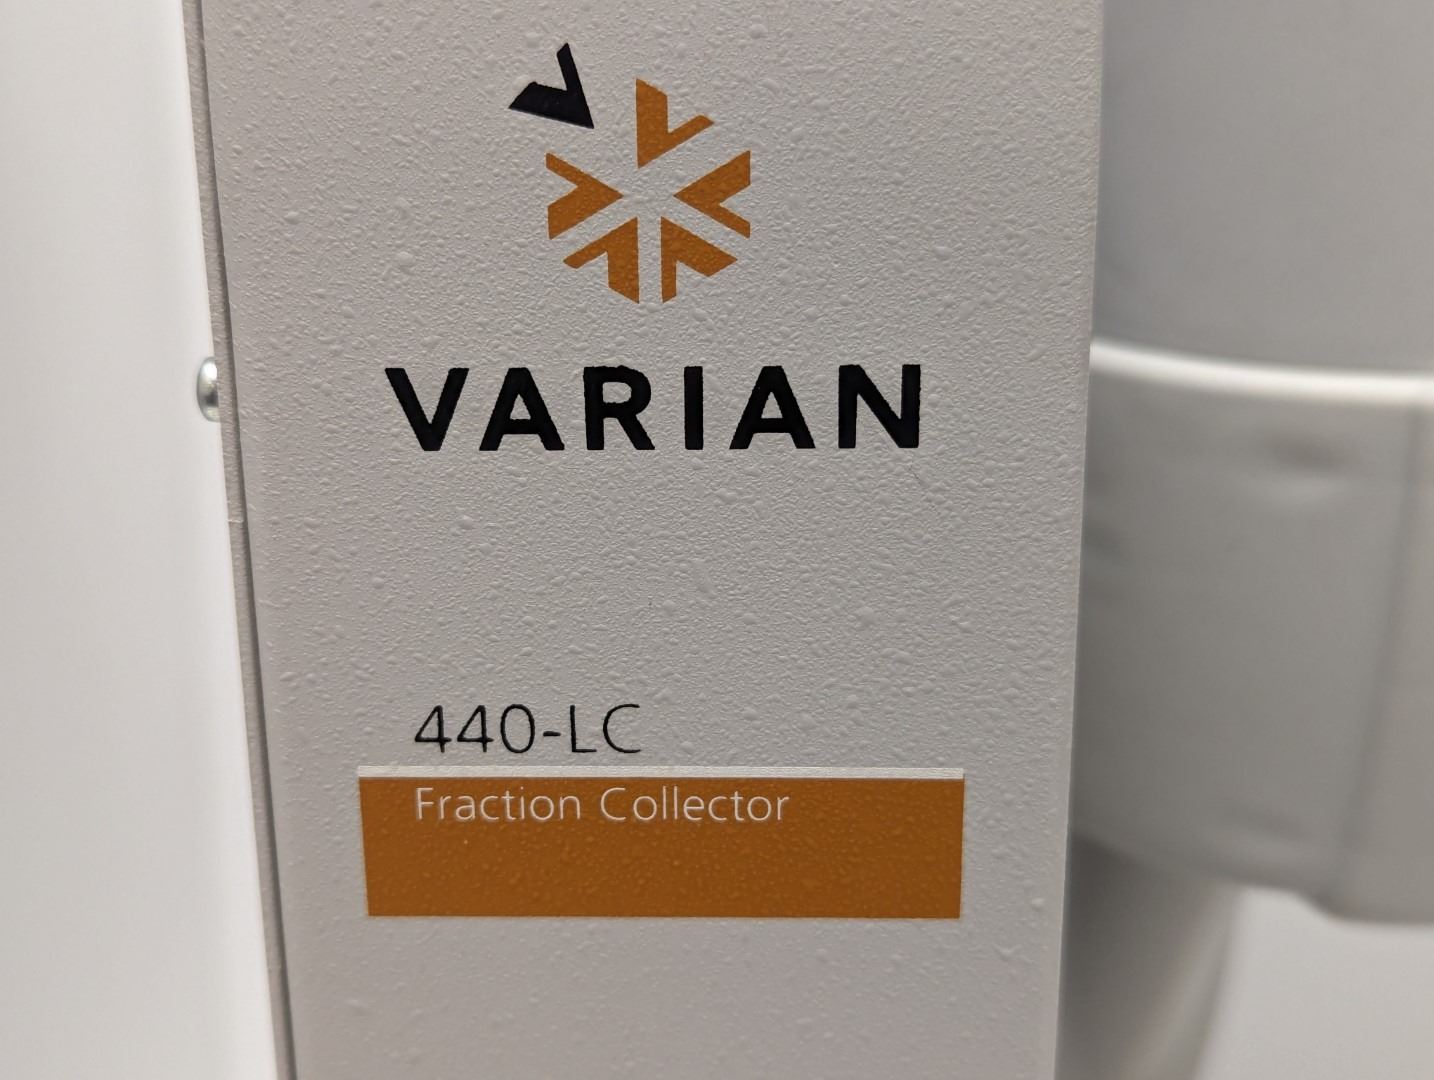 VARIAN
440-LC
Fraction Collector